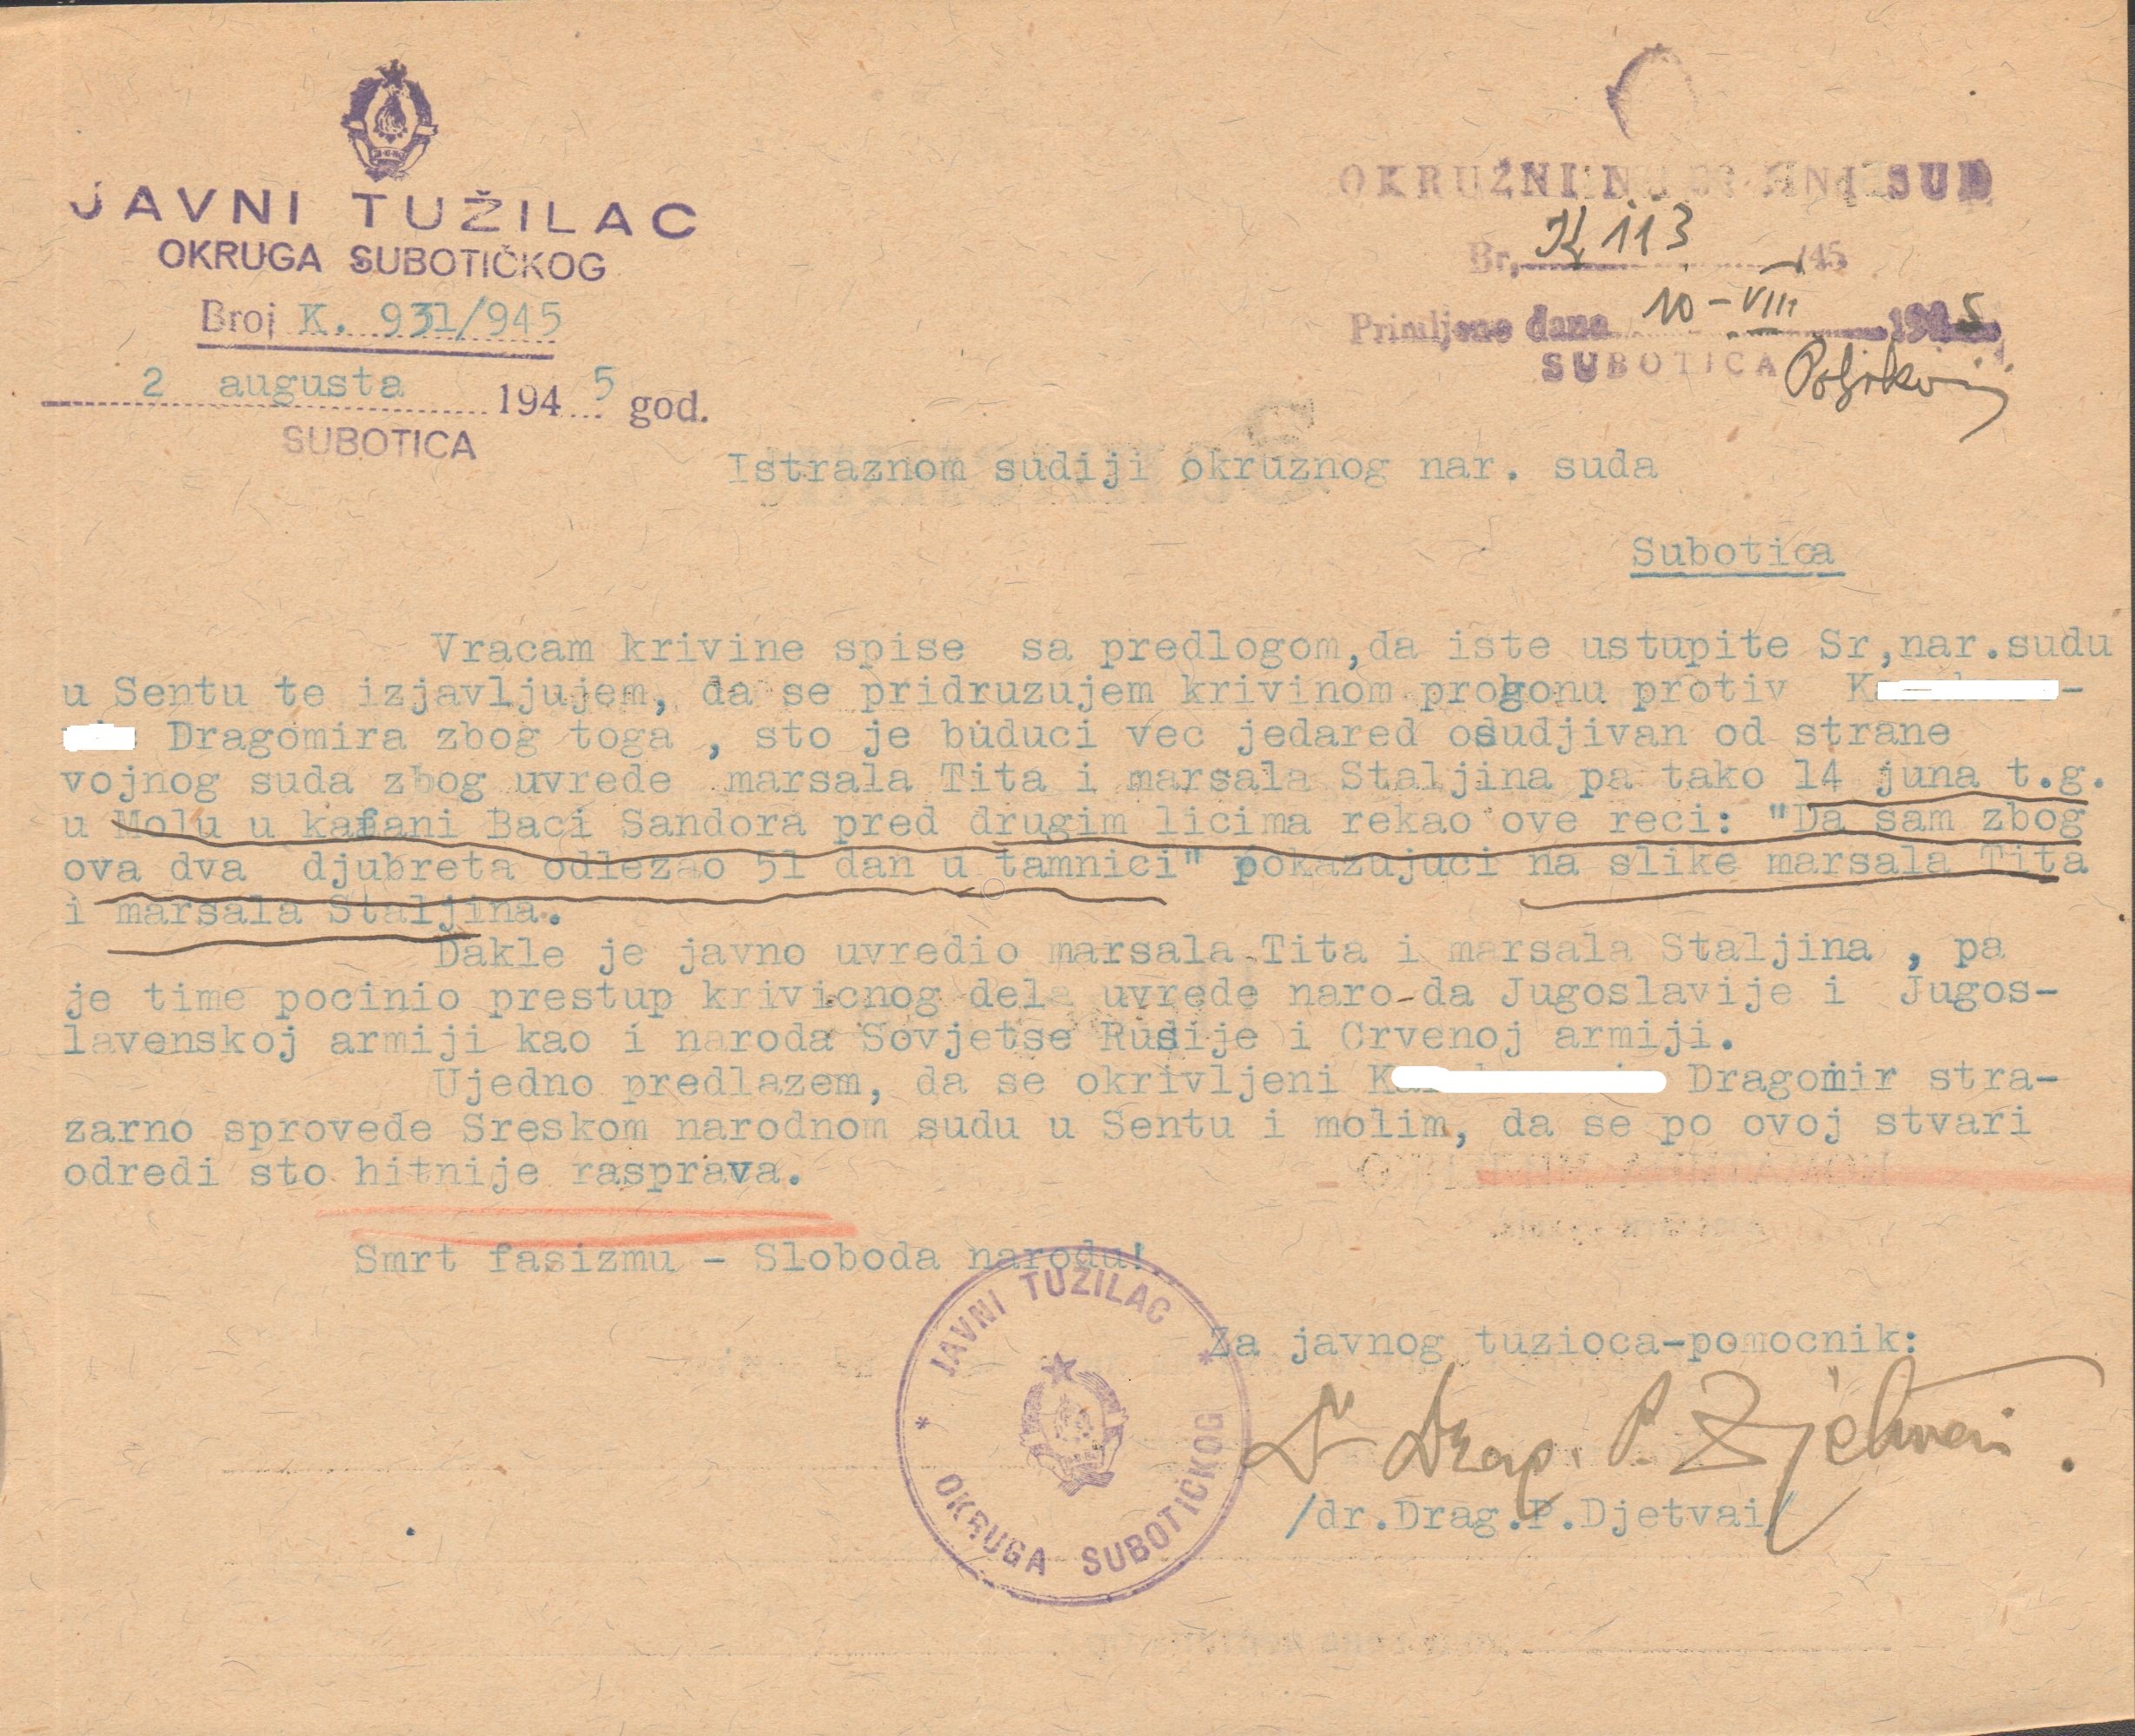 JAVNI TUŽILAC
OKRUGA SUBOTIČKOG
Broj K. 931/945
2 augusta 1945 god.
SUBOTICA
OKRUŽNI SUD
Br. K 113 /45
Primljeno dana 10-VIII 1945
SUBOTICA
Istraznom sudiji okruznog nar. suda
Subotica
Vracam krivine spise sa predlogom,da iste ustupite Sr,nar.sudu
u Sentu te izjavljujem, da se pridruzujem krivinom progonu protiv K
Dragomira zbog toga , sto je buduci vec jedared osudjivan od strane
vojnog suda zbog uvrede marsala Tita i marsala Staljina pa tako 14 juna t.g.
u Molu u kafani Baci Sandora pred drugim licima rekao ove reci: "Da sam zbog
ova dva djubreta odlezao 51 dan u tamnici" pokazujuci na slike marsala Tita
i marsala Staljina.
Dakle je javno uvredio marsala Tita i marsala Staljina , pa
je time pocinio prestup krivicnog dela uvrede naro-da Jugoslavije i Jugos-
lavenskoj armiji kao i naroda Sovjetse Rusije i Crvenoj armiji.
Ujedno predlazem, da se okrivljeni K Dragomir stra-
zarno sprovede Sreskom narodnom sudu u Sentu i molim, da se po ovoj stvari
odredi sto hitnije rasprava.
Smrt fasizmu - Sloboda narodu!
JAVNI TUŽILAC
OKRUGA SUBOTIČKOG
Za javnog tuzioca-pomocnik:
Dr Drag. P. Djetvai.
/dr.Drag.P.Djetvai/